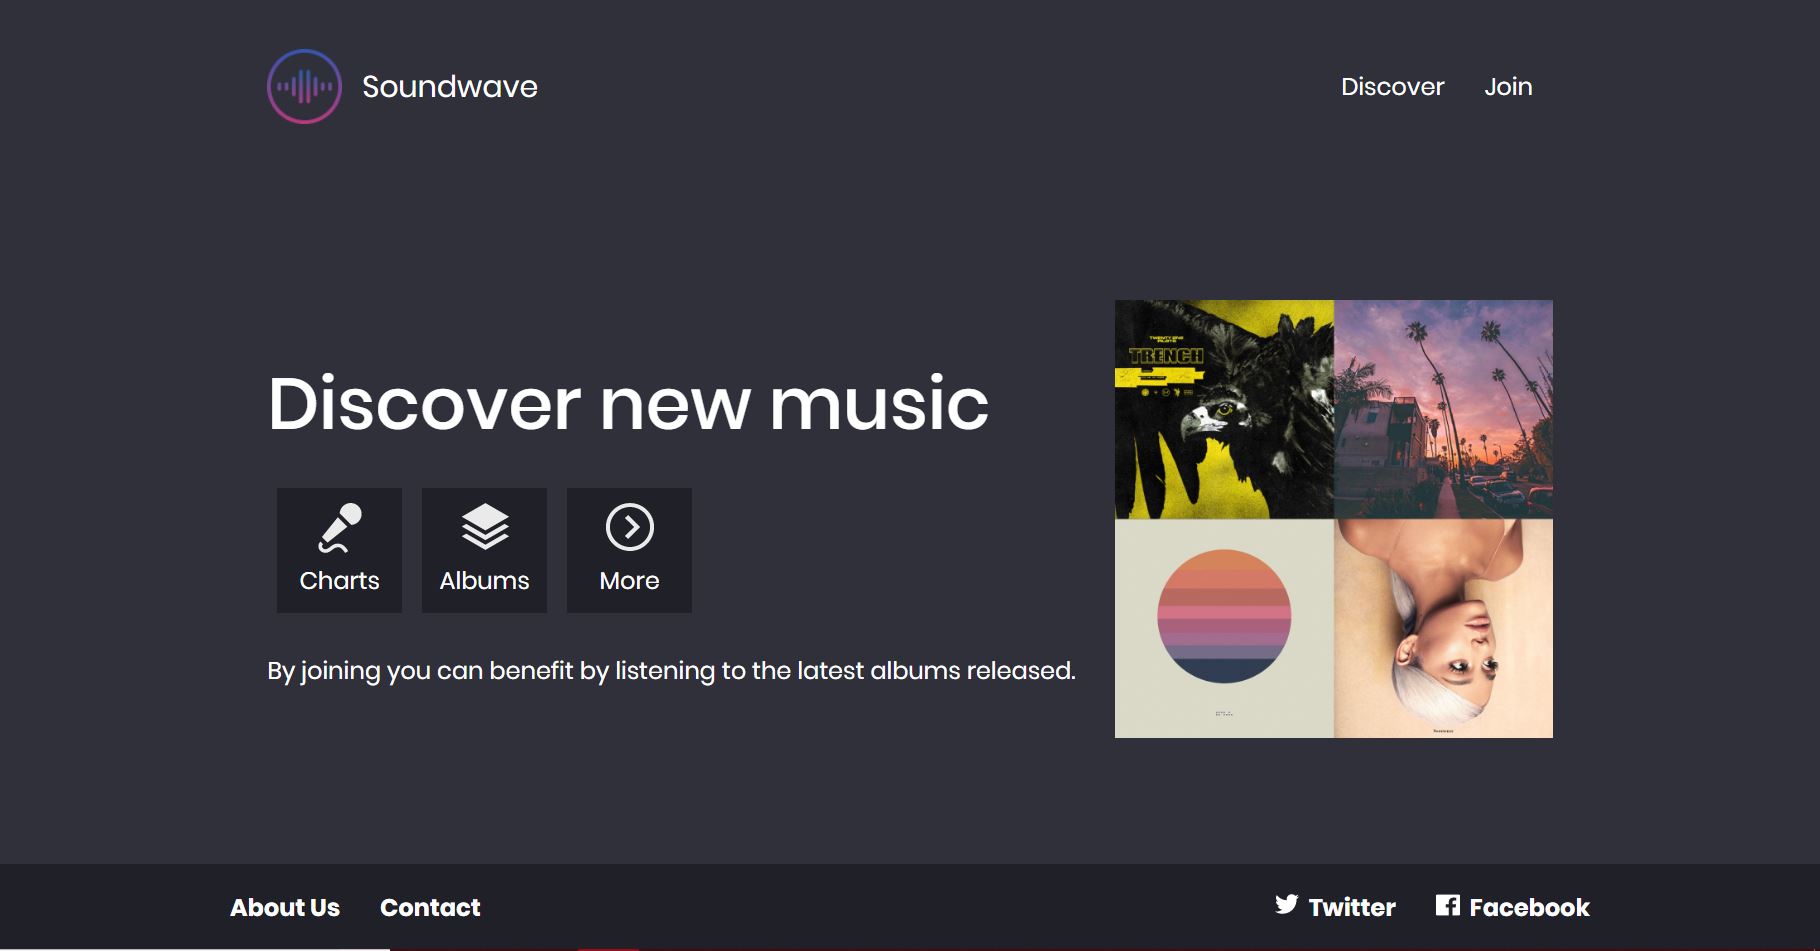 Soundwave
Discover
Join
Discover new music
TWENTY ONE
PILOTS
TRENCH
Charts
Albums
More
By joining you can benefit by listening to the latest albums released.
About Us
Contact
Twitter
Facebook